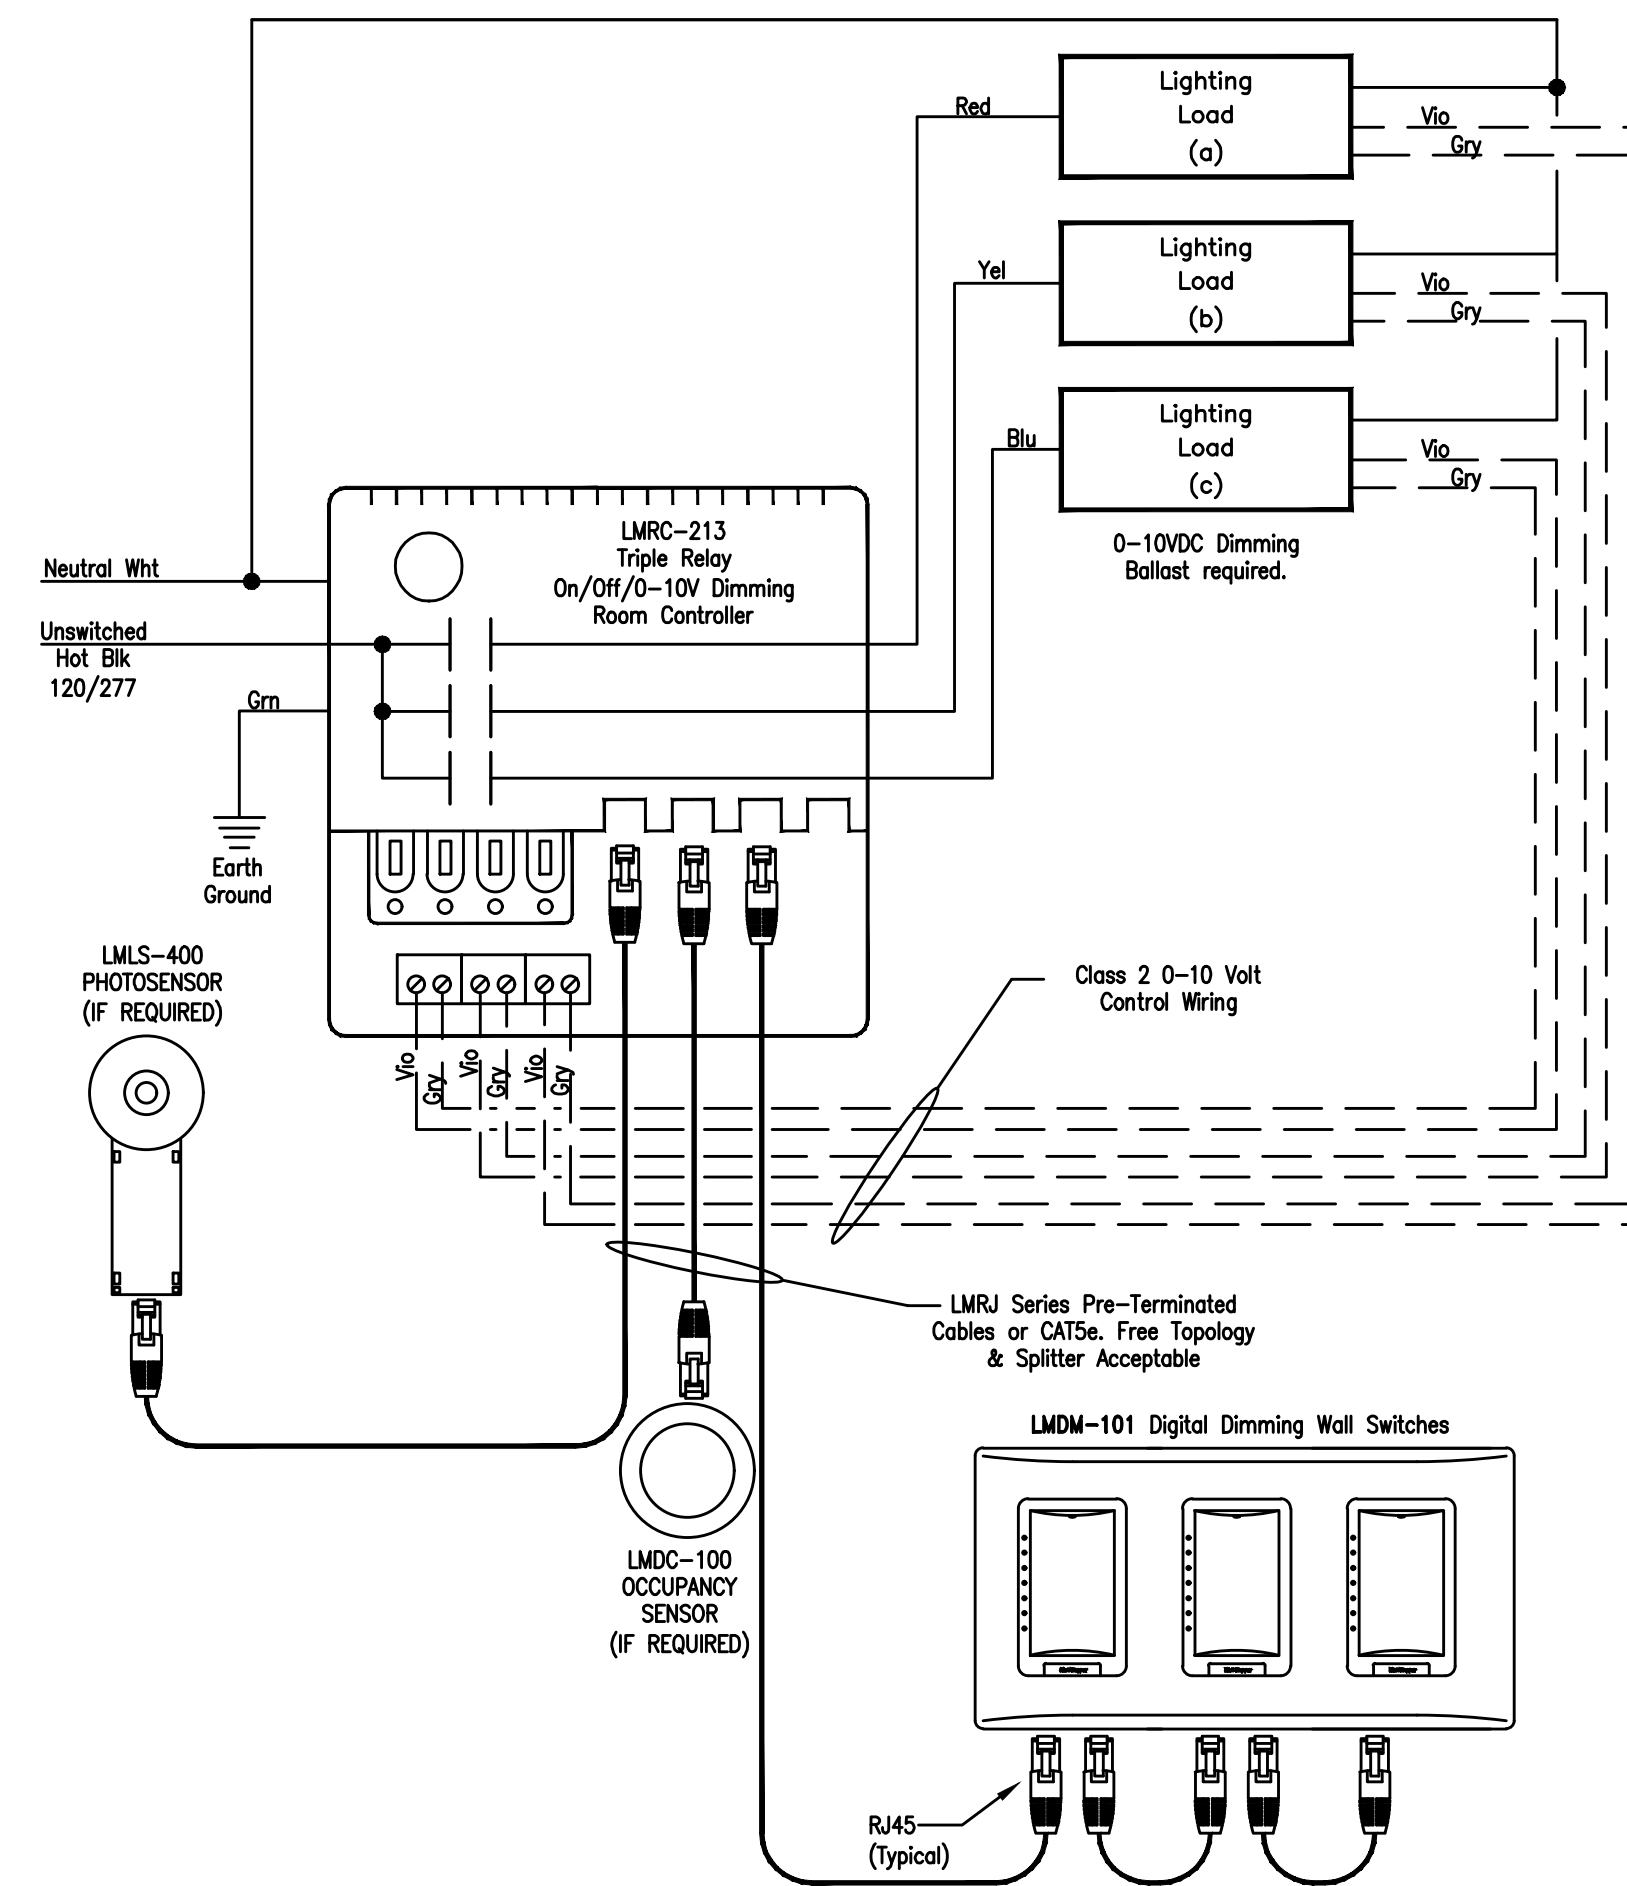 Red
Lighting
Load
(a)
Vio
Gry
Yel
Lighting
Load
(b)
Vio
Gry
Blu
Lighting
Load
(c)
Vio
Gry
0-10VDC Dimming
Ballast required.
LMRC-213
Triple Relay
On/Off/0-10V Dimming
Room Controller
Neutral Wht
Unswitched
Hot Blk
120/277
Grn
Earth
Ground
LMLS-400
PHOTOSENSOR
(IF REQUIRED)
Vio
Gry
Vio
Gry
Vio
Gry
Class 2 0-10 Volt
Control Wiring
LMRJ Series Pre-Terminated
Cables or CAT5e. Free Topology
& Splitter Acceptable
LMDM-101 Digital Dimming Wall Switches
LMDC-100
OCCUPANCY
SENSOR
(IF REQUIRED)
RJ45
(Typical)